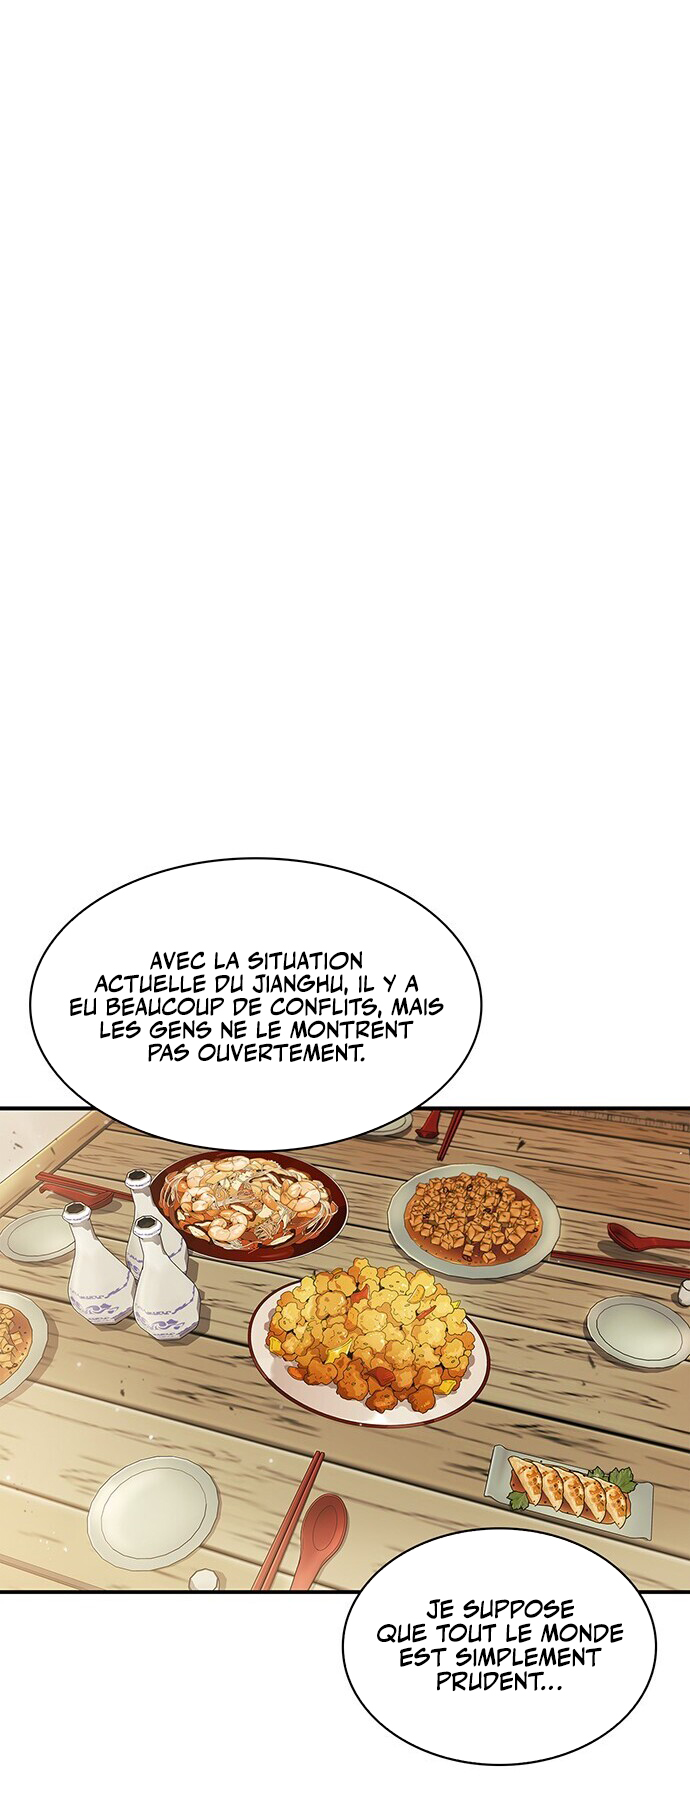 AVEC LA SITUATION
ACTUELLE DU JIANGHU, IL Y A
EU BEAUCOUP DE CONFLITS, MAIS
LES GENS NE LE MONTRENT
PAS OUVERTEMENT.
JE SUPPOSE
QUE TOUT LE MONDE
EST SIMPLEMENT
PRUDENT...